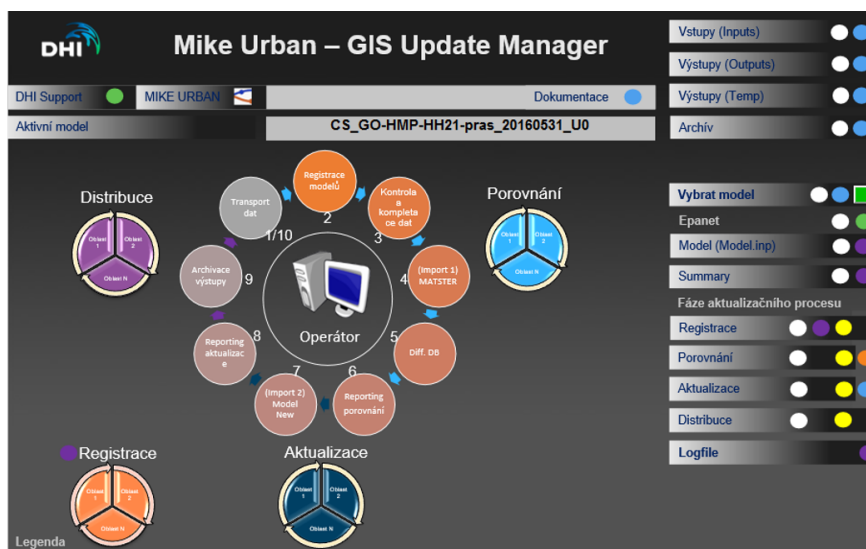 DHI
Mike Urban – GIS Update Manager
DHI Support
MIKE URBAN
Dokumentace
Aktivní model
CS_GO-HMP-HH21-pras_20160531_U0
Vstupy (Inputs)
Výstupy (Outputs)
Výstupy (Temp)
Archív
Vybrat model
Epanet
Model (Model.inp)
Summary
Fáze aktualizačního procesu
Registrace
Porovnání
Aktualizace
Distribuce
Logfile
Distribuce
Oblast
1
Oblast
2
Oblast N
Transport
dat
1/10
Registrace
modelů
2
Kontrola
a
kompleta
ce dat
3
(Import 1)
MATSTER
4
Diff. DB
5
Reporting
porovnání
6
(Import 2)
Model
New
7
Reporting
aktualizac
e
8
Archivace
výstupy
9
Operátor
Porovnání
Oblast
1
Oblast
2
Oblast N
Registrace
Oblast
1
Oblast
2
Oblast N
Aktualizace
Oblast
1
Oblast
2
Oblast N
Legenda